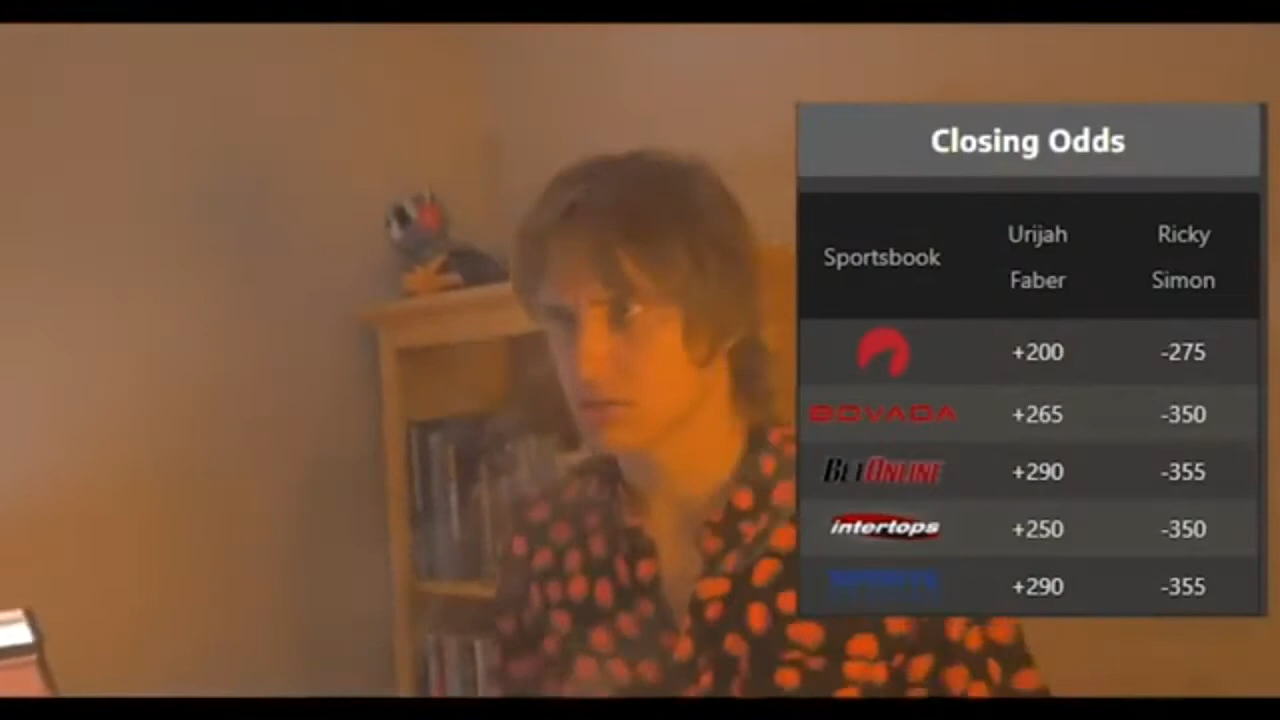 Closing Odds
Sportsbook
Urijah Faber
Ricky Simon
+200 -275
BOVADA +265 -350
BETONLINE +290 -355
intertops +250 -350
+290 -355